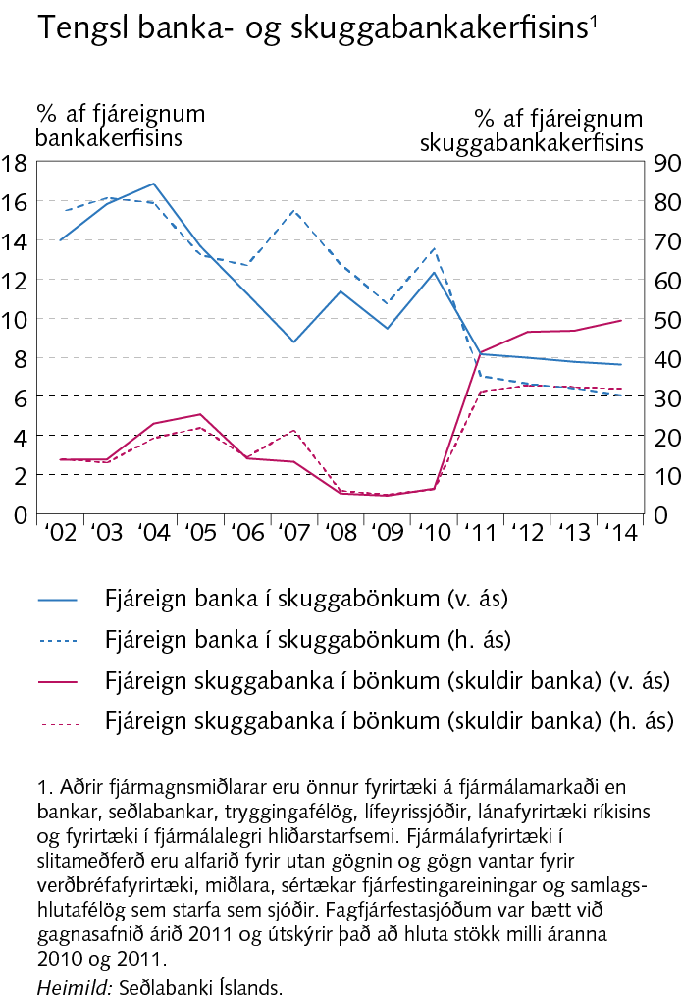 Tengsl banka- og skuggabankakerfisins¹
% af fjáreignum
bankakerfisins
% af fjáreignum
skuggabankakerfisins
18
16
14
12
10
8
6
4
2
0
90
80
70
60
50
40
30
20
10
0
‘02 ‘03 ‘04 ‘05 ‘06 ‘07 ‘08 ‘09 ‘10 ‘11 ‘12 ‘13 ‘14
Fjáreign banka í skuggabönkum (v. ás)
Fjáreign banka í skuggabönkum (h. ás)
Fjáreign skuggabanka í bönkum (skuldir banka) (v. ás)
Fjáreign skuggabanka í bönkum (skuldir banka) (h. ás)
1. Aðrir fjármagnsmiðlarar eru önnur fyrirtæki á fjármálamarkaði en
bankar, seðlabankar, tryggingafélög, lífeyrissjóðir, lánafyrirtæki ríkisins
og fyrirtæki í fjármálalegri hliðarstarfsemi. Fjármálafyrirtæki í
slitameðferð eru alfarið fyrir utan gögnin og gögn vantar fyrir
verðbréfafyrirtæki, miðlara, sértækar fjárfestingareiningar og samlags-
hlutafélög sem starfa sem sjóðir. Fagfjárfestasjóðum var bætt við
gagnasafnið árið 2011 og útskýrir það að hluta stökk milli áranna
2010 og 2011.
Heimild: Seðlabanki Íslands.